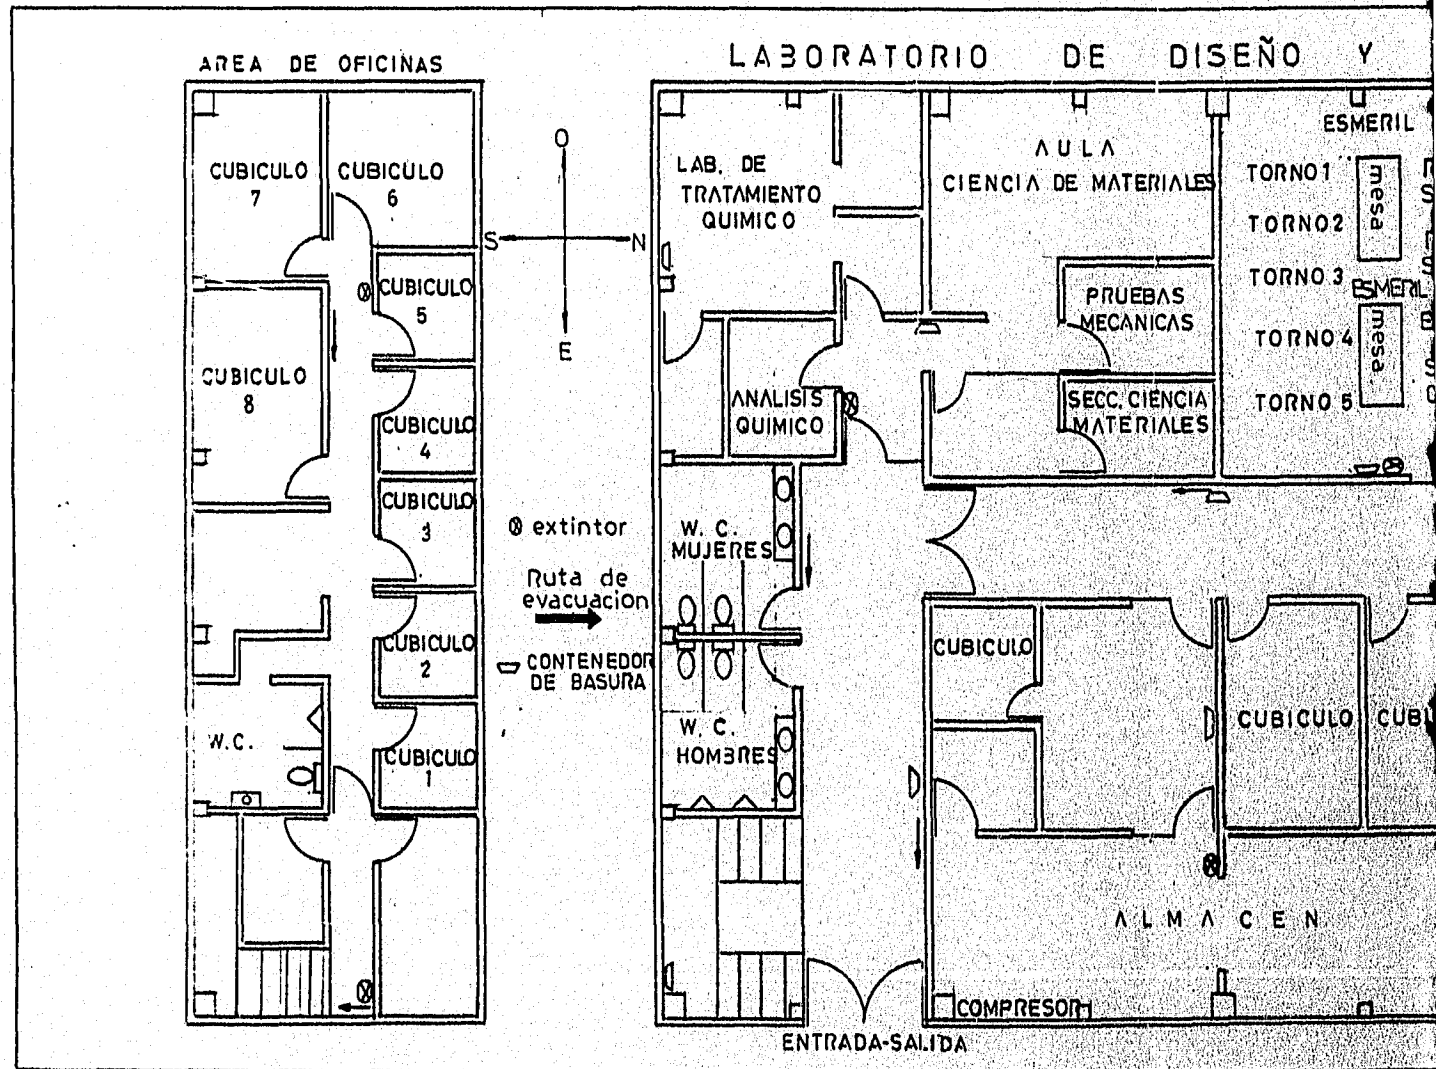 AREA DE OFICINAS
LABORATORIO DE DISEÑO Y
CUBICULO
7
CUBICULO
6
CUBICULO
5
CUBICULO
8
CUBICULO
4
CUBICULO
3
CUBICULO
2
CUBICULO
1
W.C.
O
S
N
E
extintor
Ruta de
evacuacion
CONTENEDOR
DE BASURA
LAB. DE
TRATAMIENTO
QUIMICO
ANALISIS
QUIMICO
W. C.
MUJERES
W. C.
HOMBRES
AULA
CIENCIA DE MATERIALES
PRUEBAS
MECANICAS
SECC. CIENCIA
MATERIALES
ESMERIL
TORNO 1
mesa
TORNO 2
TORNO 3
ESMERIL
TORNO 4
mesa
TORNO 5
CUBICULO
CUBICULO
CUBI
ALMACEN
COMPRESOR
ENTRADA-SALIDA